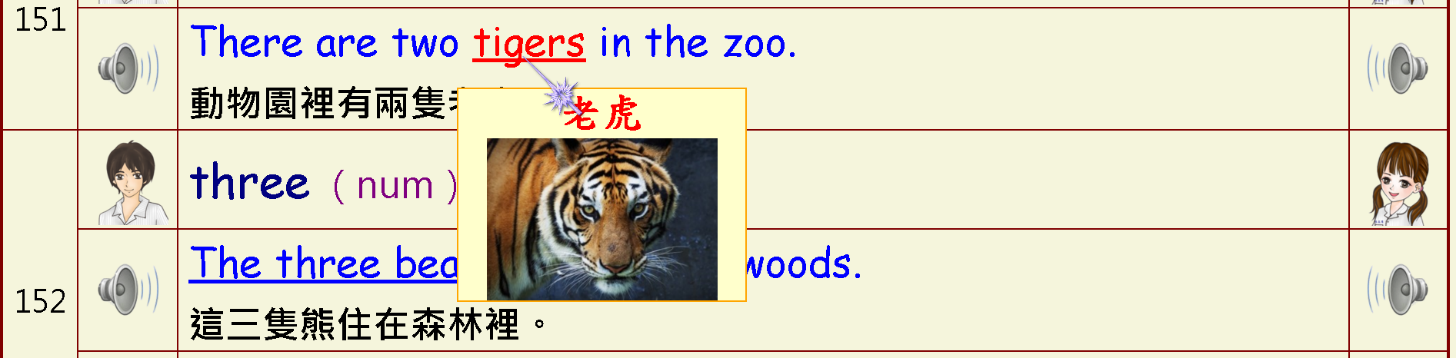 151
There are two tigers in the zoo.
動物園裡有兩隻
老虎
three ( num )
152
The three woods.
這三隻熊住在森林裡。